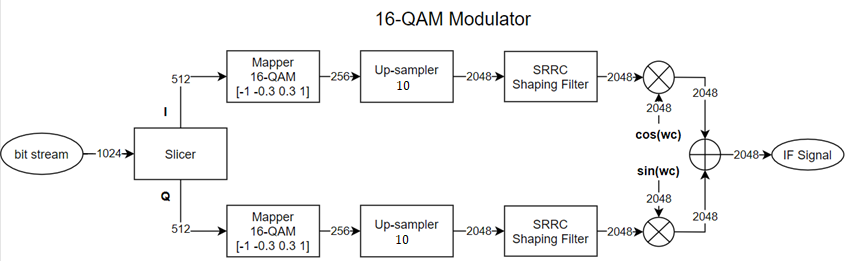 16-QAM Modulator
Mapper
16-QAM
[-1 -0.3 0.3 1]
Up-sampler
10
SRRC
Shaping Filter
512
256
2048
2048
2048
2048
cos(wc)
I
bit stream
1024
Slicer
2048
IF Signal
sin(wc)
Q
2048
2048
512
Mapper
16-QAM
[-1 -0.3 0.3 1]
256
Up-sampler
10
2048
SRRC
Shaping Filter
2048